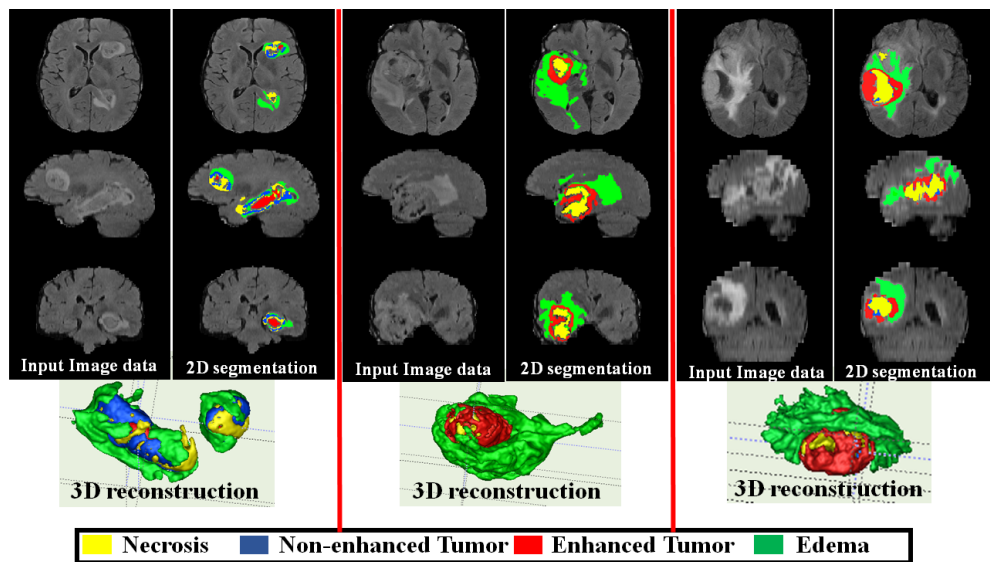 Input Image data 2D segmentation Input Image data 2D segmentation Input Image data 2D segmentation
3D reconstruction 3D reconstruction 3D reconstruction
Necrosis Non-enhanced Tumor Enhanced Tumor Edema